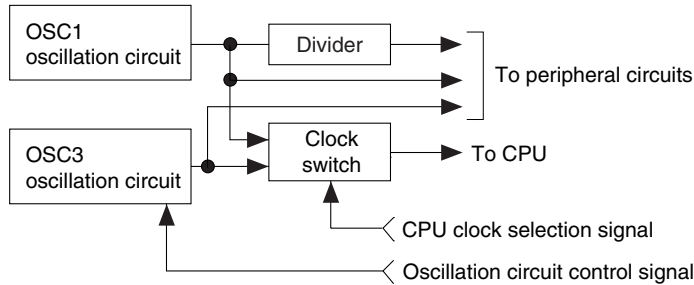 OSC1
oscillation circuit
Divider
To peripheral circuits
OSC3
oscillation circuit
Clock
switch
To CPU
CPU clock selection signal
Oscillation circuit control signal